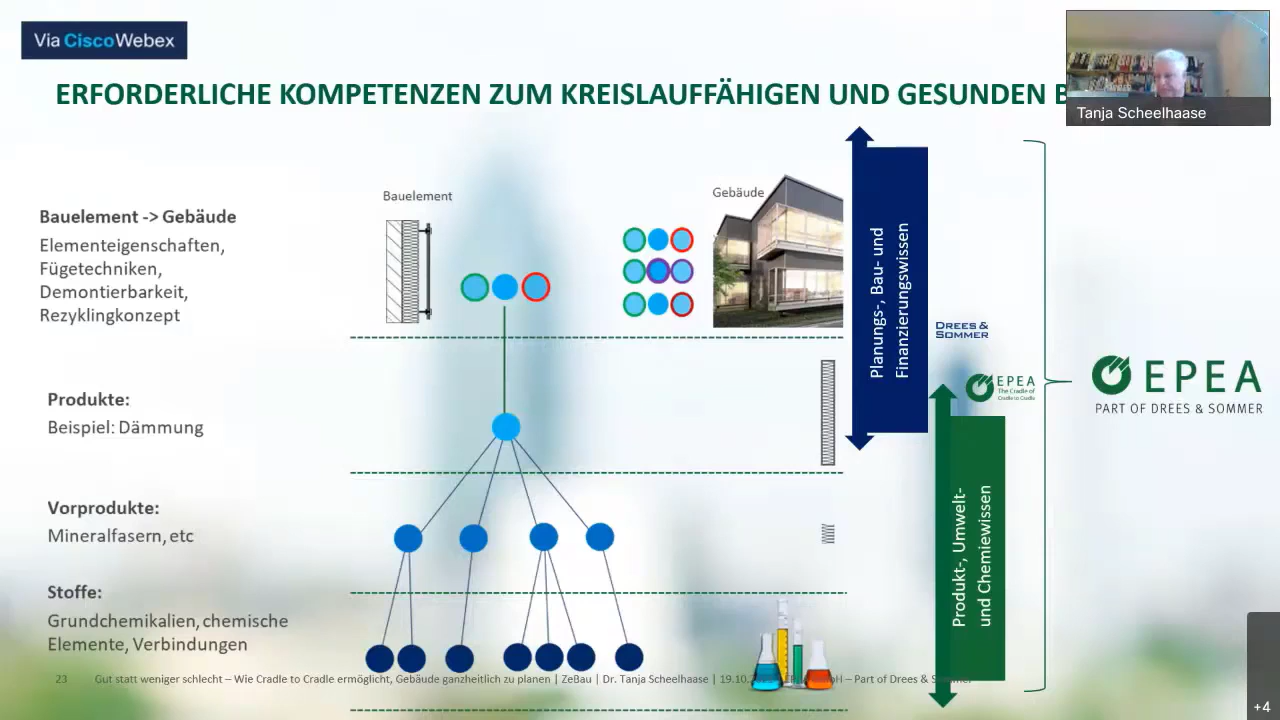 Via CiscoWebex
ERFORDERLICHE KOMPETENZEN ZUM KREISLAUFFÄHIGEN UND GESUNDEN
Tanja Scheelhaase
Bauelement
Gebäude
Bauelement -> Gebäude
Elementeigenschaften,
Fügetechniken,
Demontierbarkeit,
Rezyklingkonzept
Planungs-, Bau- und
Finanzierungswissen
DREES &
SOMMER
EPEA
The Cradle of
Cradle to Cradle
EPEA
PART OF DREES & SOMMER
Produkte:
Beispiel: Dämmung
Vorprodukte:
Mineralfasern, etc
Produkt-, Umwelt-
und Chemiewissen
Stoffe:
Grundchemikalien, chemische
Elemente, Verbindungen
23 Gut statt weniger schlecht – Wie Cradle to Cradle ermöglicht, Gebäude ganzheitlich zu planen | ZeBau | Dr. Tanja Scheelhaase | 19.10. GmbH – Part of Drees &
+4